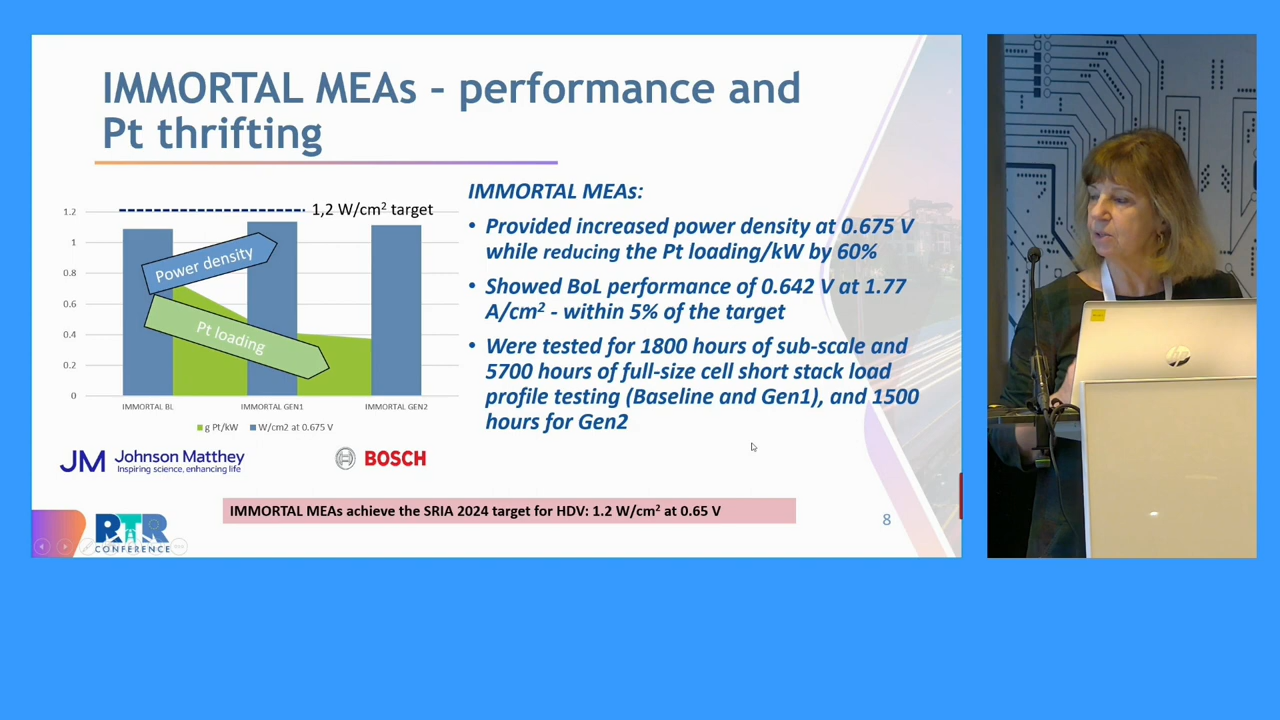 IMMORTAL MEAs – performance and
Pt thrifting
1,2 W/cm² target
1.2
1
0.8
0.6
0.4
0.2
0
Power density
Pt loading
IMMORTAL BL
IMMORTAL GEN1
IMMORTAL GEN2
g Pt/kW
W/cm2 at 0.675 V
IMMORTAL MEAs:
• Provided increased power density at 0.675 V
while reducing the Pt loading/kW by 60%
• Showed BoL performance of 0.642 V at 1.77
A/cm² - within 5% of the target
• Were tested for 1800 hours of sub-scale and
5700 hours of full-size cell short stack load
profile testing (Baseline and Gen1), and 1500
hours for Gen2
JM Johnson Matthey
Inspiring science, enhancing life
BOSCH
IMMORTAL MEAs achieve the SRIA 2024 target for HDV: 1.2 W/cm² at 0.65 V
8
RTR
CONFERENCE
hp